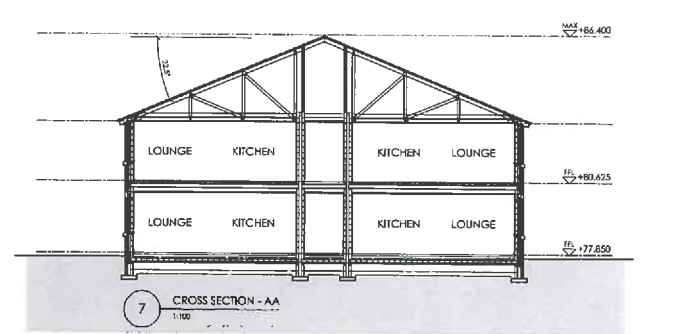 MAX
+86.400
22.5°
LOUNGE KITCHEN KITCHEN LOUNGE
FFL
+80.625
LOUNGE KITCHEN KITCHEN LOUNGE
FFL
+77.850
7 CROSS SECTION - AA
1:100